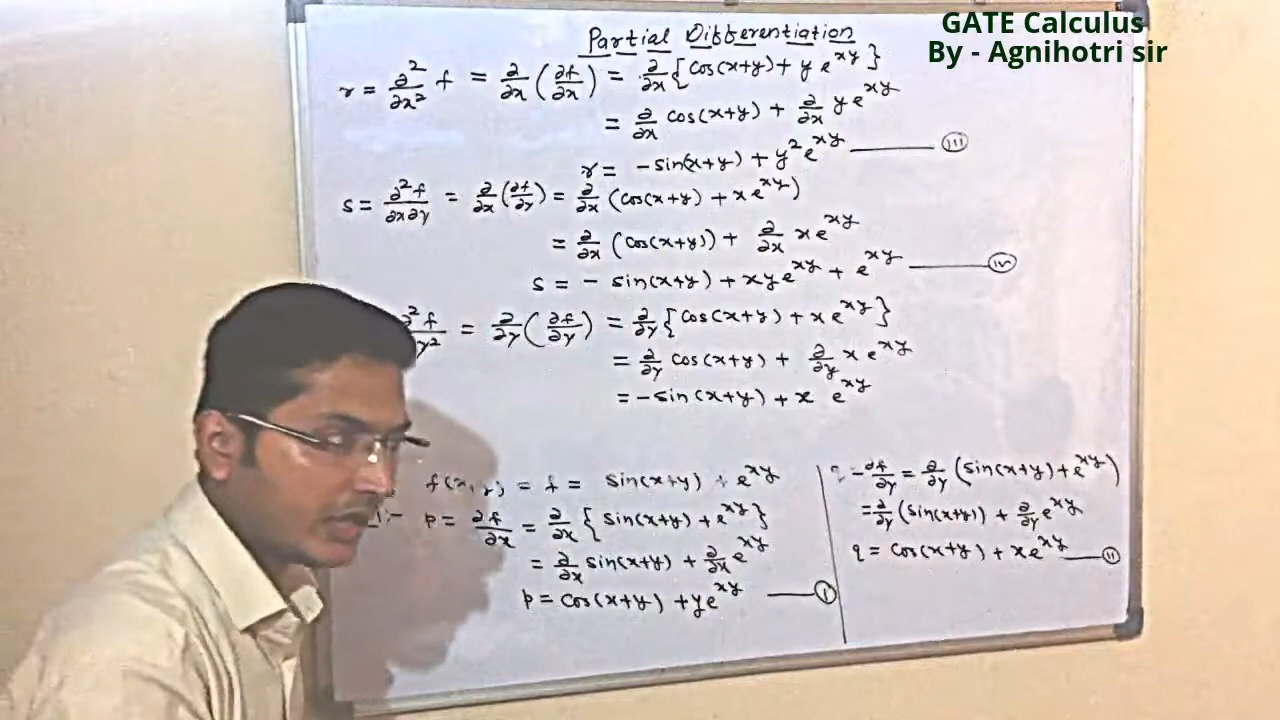 GATE Calculus
By - Agnihotri sir
Partial Differentiation
r = ∂²/∂x² f = ∂/∂x (∂f/∂x) = ∂/∂x {cos(x+y) + y e^xy}
= ∂/∂x cos(x+y) + ∂/∂x y e^xy
r = -sin(x+y) + y² e^xy —— (iii)
s = ∂²f/∂x∂y = ∂/∂x (∂f/∂y) = ∂/∂x (cos(x+y) + x e^xy)
= ∂/∂x (cos(x+y)) + ∂/∂x x e^xy
s = - sin(x+y) + xy e^xy + e^xy —— (iv)
∂²f/∂y² = ∂/∂y (∂f/∂y) = ∂/∂y {cos(x+y) + x e^xy}
= ∂/∂y cos(x+y) + ∂/∂y x e^xy
= -sin(x+y) + x e^xy
f(x,y) = f = sin(x+y) + e^xy
p = ∂f/∂x = ∂/∂x {sin(x+y) + e^xy}
= ∂/∂x sin(x+y) + ∂/∂x e^xy
p = cos(x+y) + y e^xy —— (i)
∂f/∂y = ∂/∂y (sin(x+y) + e^xy)
= ∂/∂y (sin(x+y)) + ∂/∂y e^xy
q = cos(x+y) + x e^xy —— (ii)